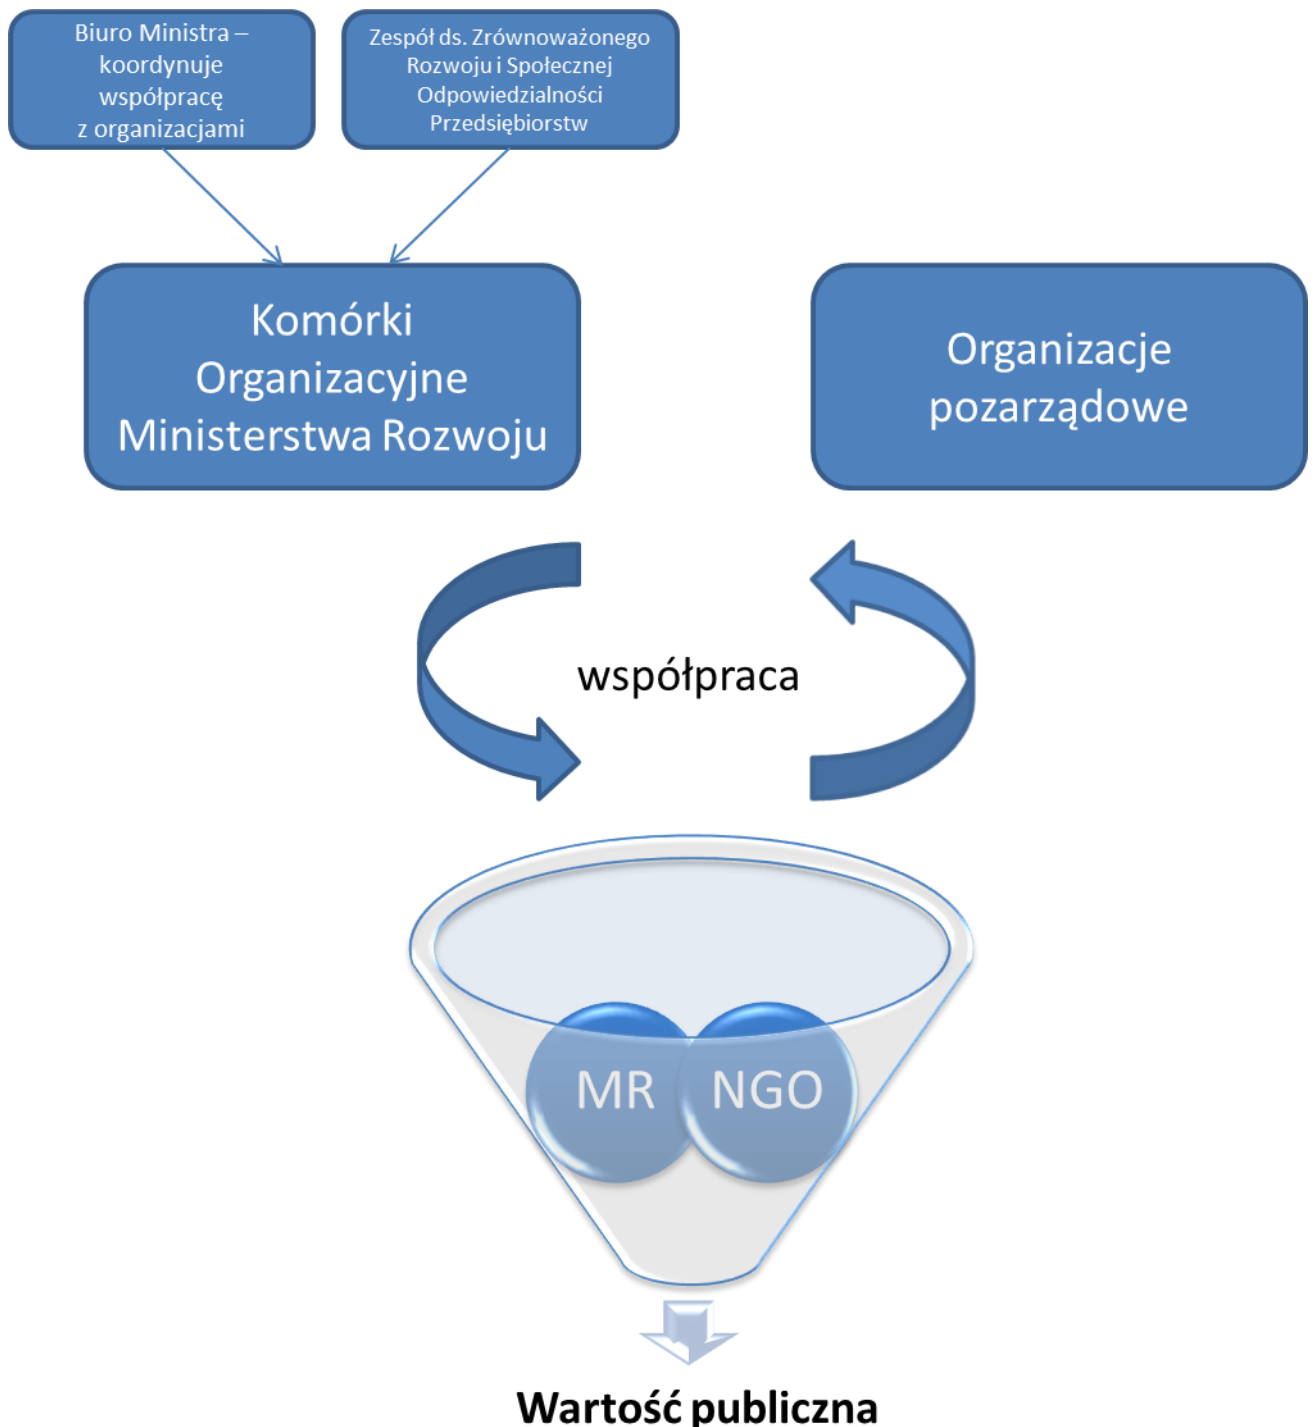 Biuro Ministra –
koordynuje
współpracę
z organizacjami
Zespół ds. Zrównoważonego
Rozwoju i Społecznej
Odpowiedzialności
Przedsiębiorstw
Komórki
Organizacyjne
Ministerstwa Rozwoju
Organizacje
pozarządowe
współpraca
MR
NGO
Wartość publiczna